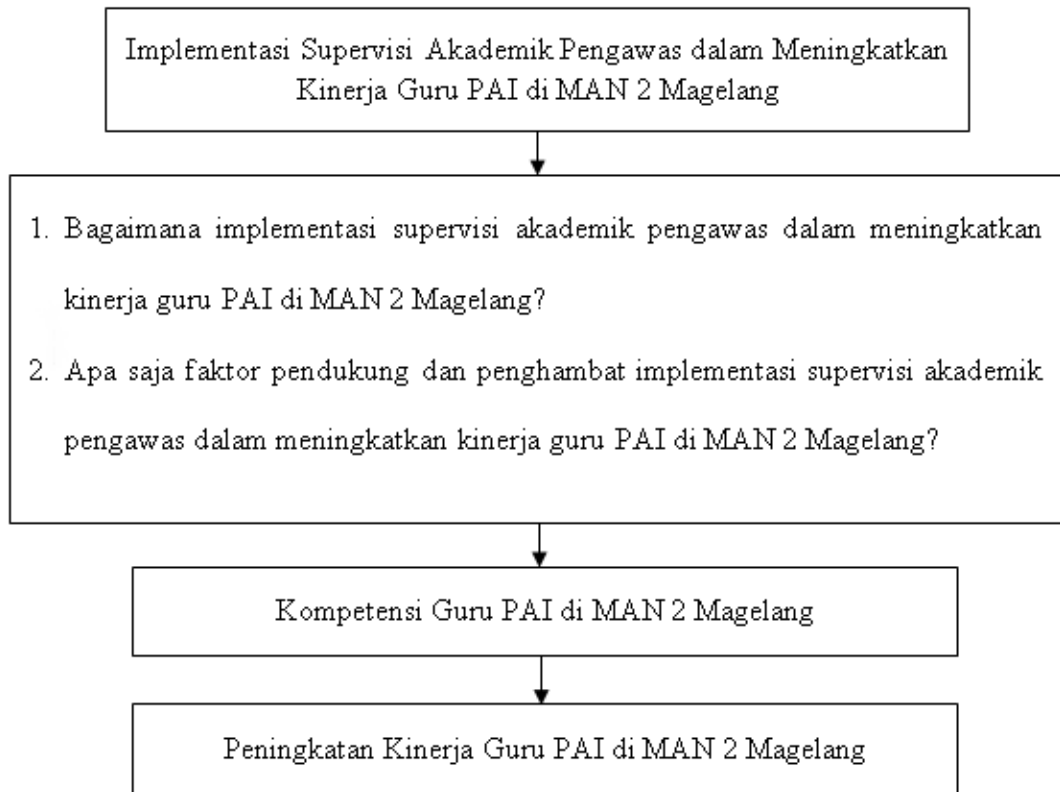 Implementasi Supervisi Akademik Pengawas dalam Meningkatkan
Kinerja Guru PAI di MAN 2 Magelang
1. Bagaimana implementasi supervisi akademik pengawas dalam meningkatkan
kinerja guru PAI di MAN 2 Magelang?
2. Apa saja faktor pendukung dan penghambat implementasi supervisi akademik
pengawas dalam meningkatkan kinerja guru PAI di MAN 2 Magelang?
Kompetensi Guru PAI di MAN 2 Magelang
Peningkatan Kinerja Guru PAI di MAN 2 Magelang